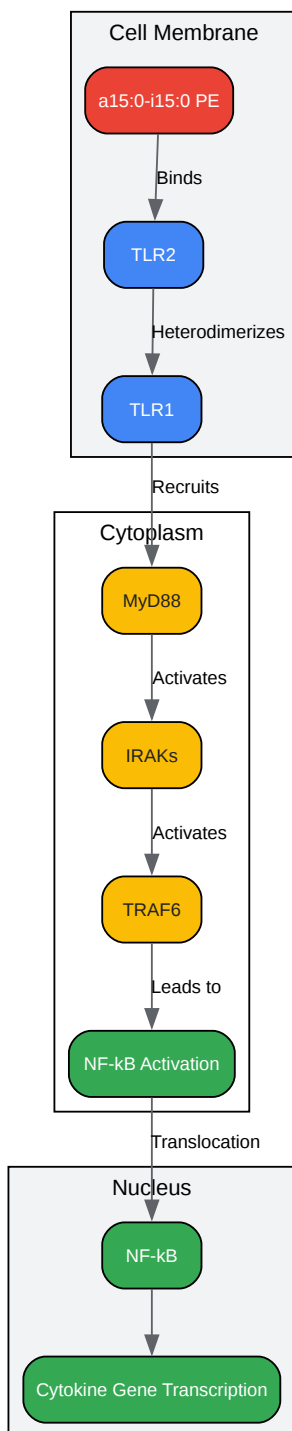 Cell Membrane
a15:0-i15:0 PE
Binds
TLR2
Heterodimerizes
TLR1
Recruits
Cytoplasm
MyD88
Activates
IRAKs
Activates
TRAF6
Leads to
NF-kB Activation
Translocation
Nucleus
NF-kB
Cytokine Gene Transcription